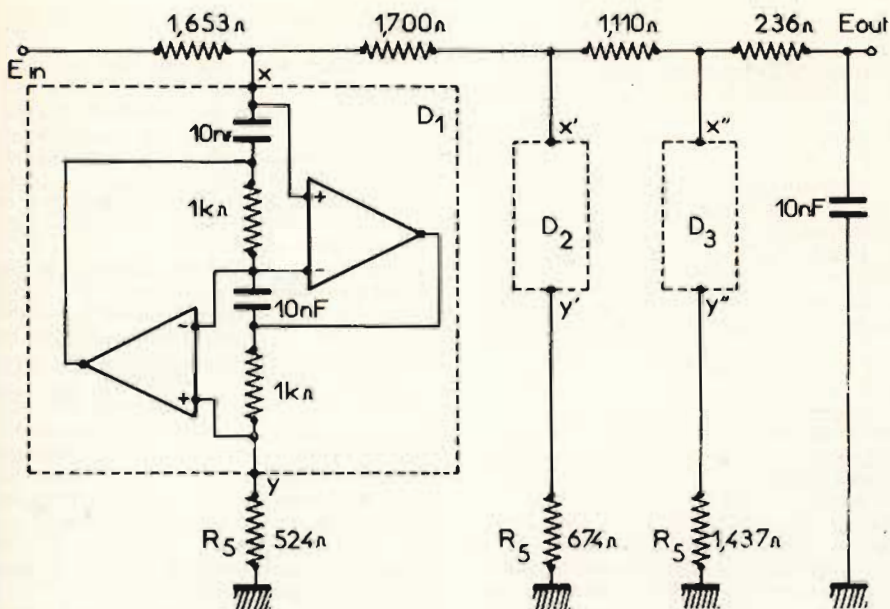 1,653Ω 1,700Ω 1,110Ω 236Ω Eout
E in
x
D1
10nF
x' x"
1kΩ
+
-
D2 D3
10nF
10nF
-
+
1kΩ
y' y"
y
R5 524Ω R5 674Ω R5 1,437Ω